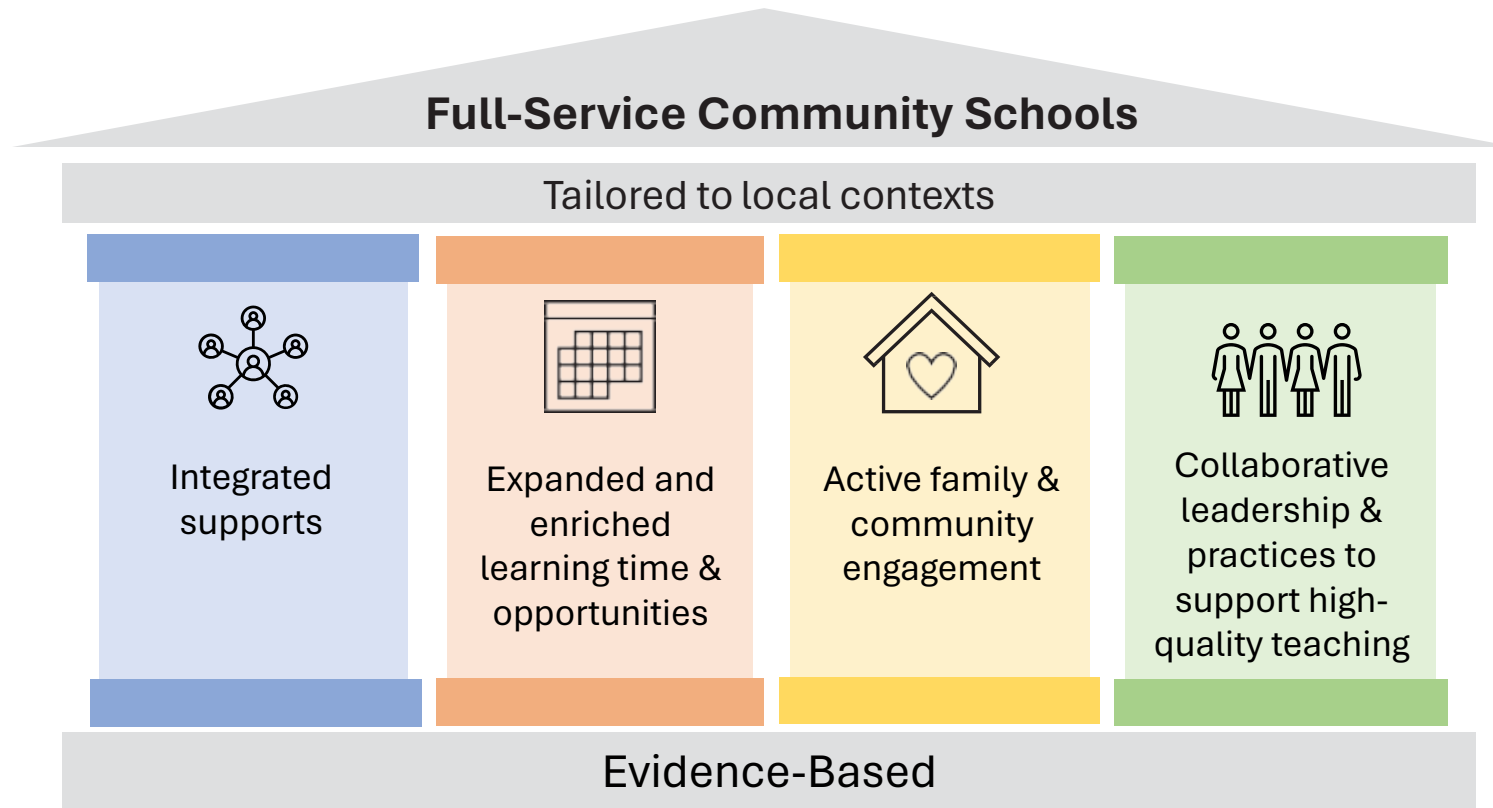 Full-Service Community Schools
Tailored to local contexts
Integrated
supports
Expanded and
enriched
learning time &
opportunities
Active family &
community
engagement
Collaborative
leadership &
practices to
support high-
quality teaching
Evidence-Based